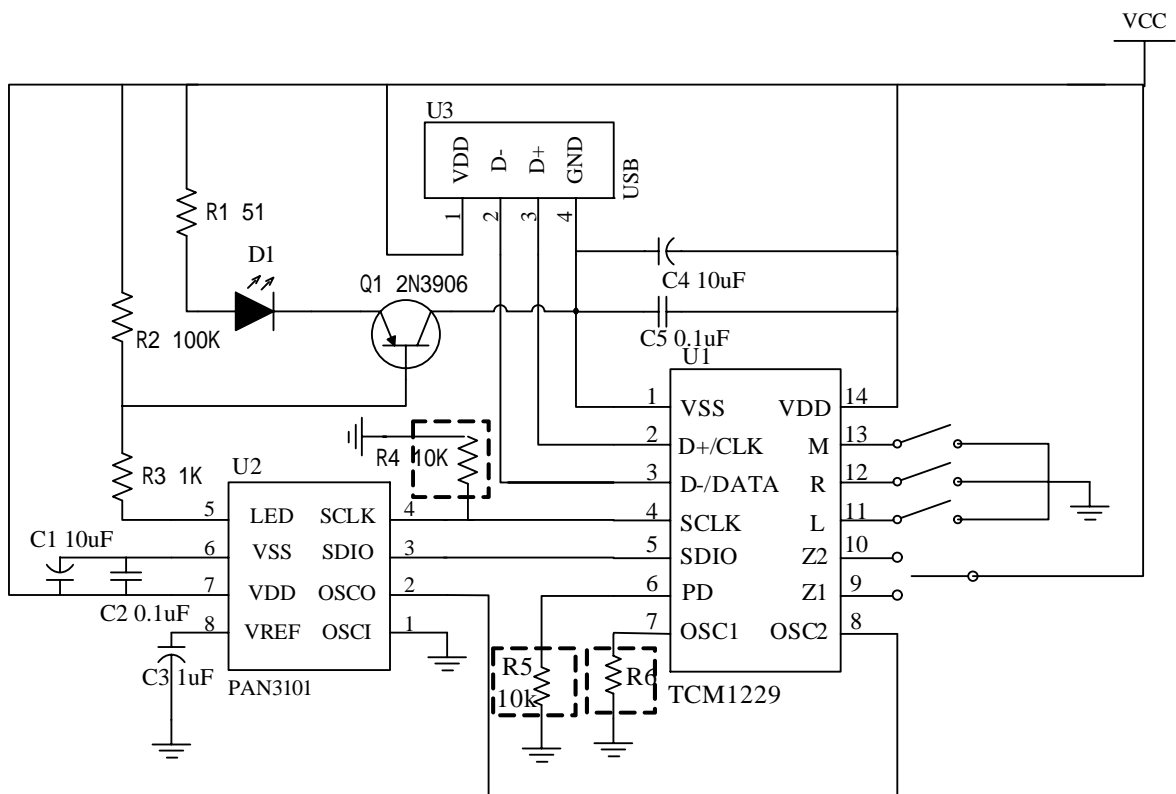 VCC
U3
VDD
D-
D+
GND
USB
1
2
3
4
R1 51
D1
Q1 2N3906
C4 10uF
R2 100K
C5 0.1uF
U1
1 VSS VDD 14
2 D+/CLK M 13
3 D-/DATA R 12
4 SCLK L 11
5 SDIO Z2 10
6 PD Z1 9
7 OSC1 OSC2 8
TCM1229
R4 10K
R3 1K
U2
5 LED SCLK 4
6 VSS SDIO 3
7 VDD OSCO 2
8 VREF OSCI 1
PAN3101
C1 10uF
C2 0.1uF
C3 1uF
R5
10k
R6